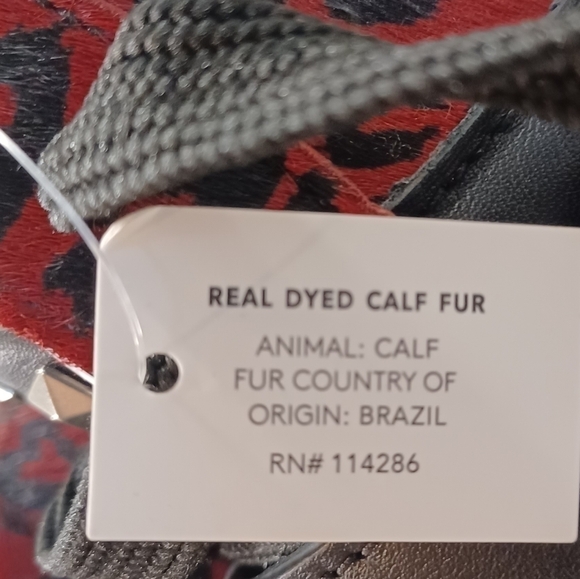 REAL DYED CALF FUR
ANIMAL: CALF
FUR COUNTRY OF
ORIGIN: BRAZIL
RN# 114286